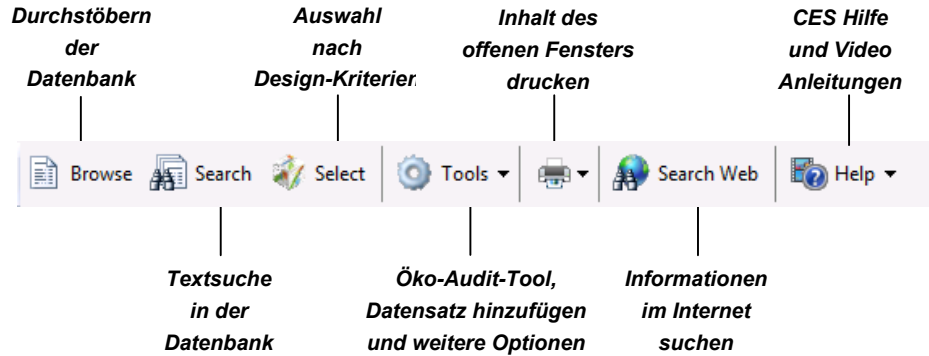 Durchstöbern
der
Datenbank
Auswahl
nach
Design-Kriterien
Inhalt des
offenen Fensters
drucken
CES Hilfe
und Video
Anleitungen
Browse Search Select Tools Search Web Help
Textsuche
in der
Datenbank
Öko-Audit-Tool,
Datensatz hinzufügen
und weitere Optionen
Informationen
im Internet
suchen